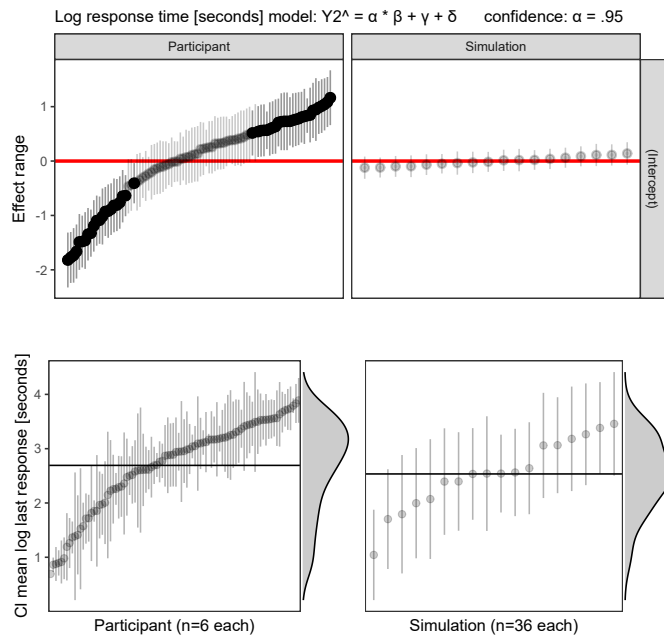 Log response time [seconds] model: Y2^ = α * β + γ + δ confidence: α = .95
Participant
Simulation
Effect range
1
0
-1
-2
(Intercept)
CI mean log last response [seconds]
4
3
2
1
Participant (n=6 each)
Simulation (n=36 each)